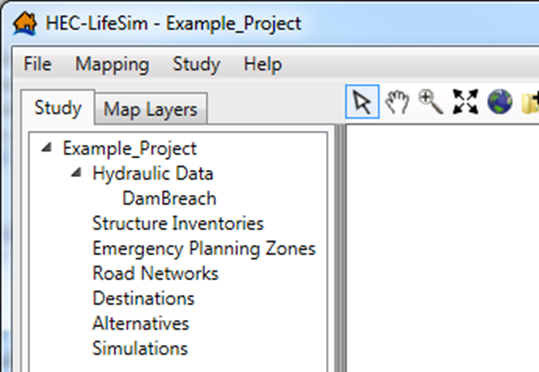 HEC-LifeSim - Example_Project
File Mapping Study Help
Study Map Layers
Example_Project
Hydraulic Data
DamBreach
Structure Inventories
Emergency Planning Zones
Road Networks
Destinations
Alternatives
Simulations